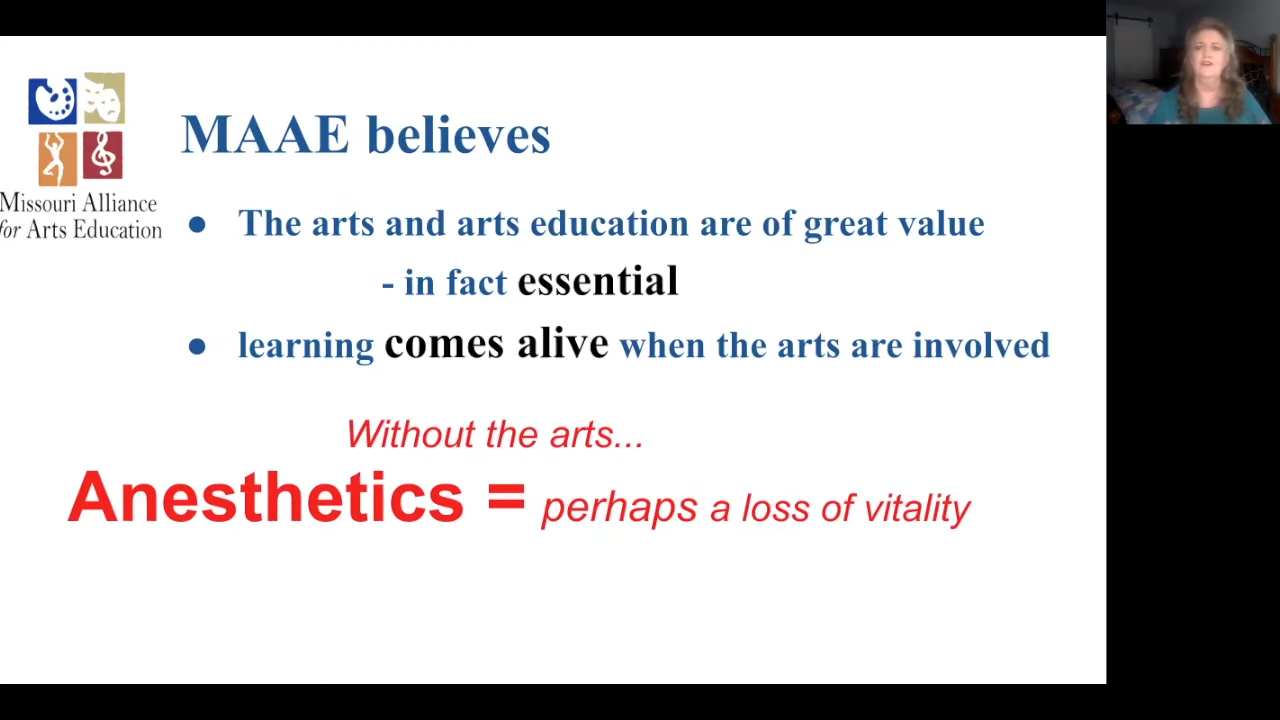 MAAE believes
Missouri Alliance
for Arts Education
● The arts and arts education are of great value
- in fact essential
● learning comes alive when the arts are involved
Without the arts...
Anesthetics = perhaps a loss of vitality